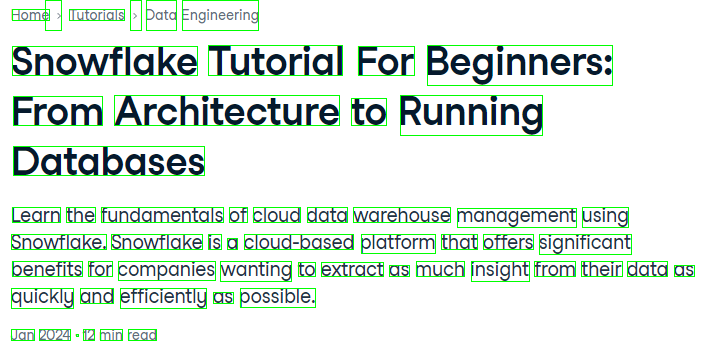 Home > Tutorials > Data Engineering
Snowflake Tutorial For Beginners:
From Architecture to Running
Databases
Learn the fundamentals of cloud data warehouse management using
Snowflake. Snowflake is a cloud-based platform that offers significant
benefits for companies wanting to extract as much insight from their data as
quickly and efficiently as possible.
Jan 2024 • 12 min read